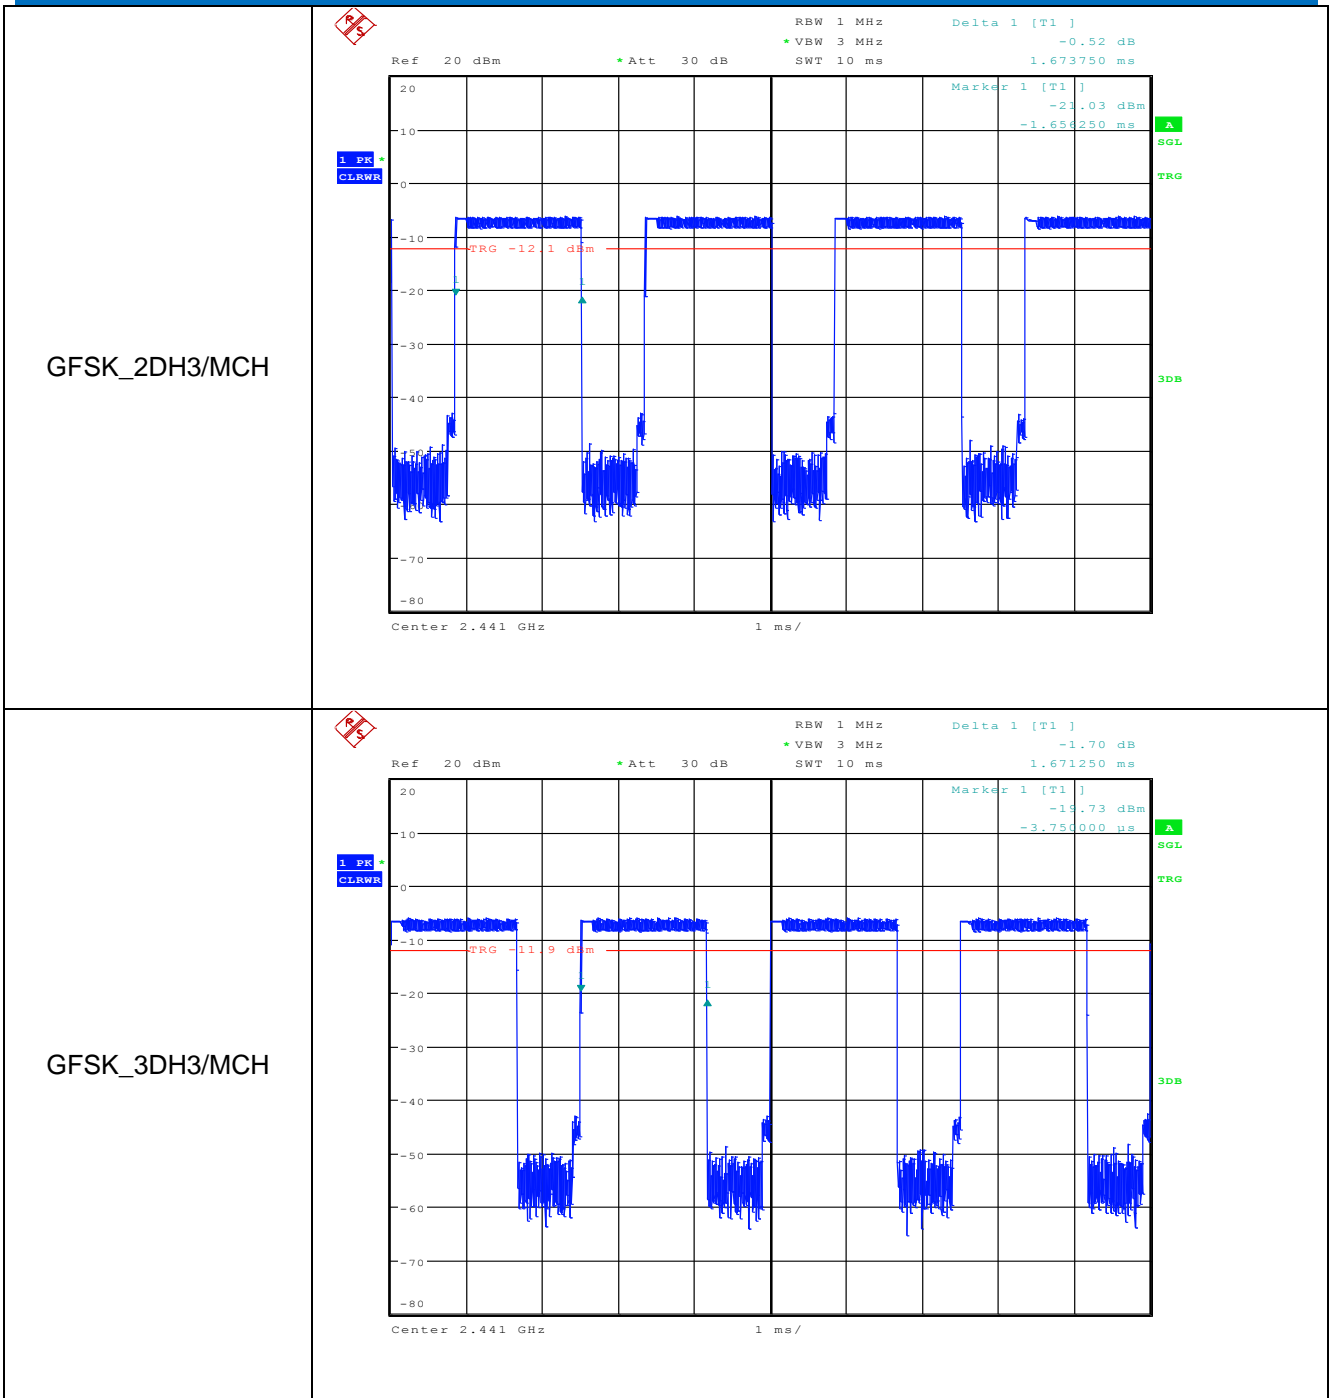 RBW 1 MHz Delta 1 [T1 ]
*VBW 3 MHz -0.52 dB
Ref 20 dBm *Att 30 dB SWT 10 ms 1.673750 ms
20 Marker 1 [T1 ]
-21.03 dBm
-10 -1.656250 ms A
SGL
1 PK *
CLRWR TRG
0
-10
TRG -12.1 dBm
1 1
-20
-30
GFSK_2DH3/MCH
3DB
-40
-50
-60
-70
-80
Center 2.441 GHz 1 ms/
RBW 1 MHz Delta 1 [T1 ]
*VBW 3 MHz -1.70 dB
Ref 20 dBm *Att 30 dB SWT 10 ms 1.671250 ms
20 Marker 1 [T1 ]
-19.73 dBm
-10 -3.750000 µs A
SGL
1 PK *
CLRWR TRG
0
-10
TRG -11.9 dBm
1
-20
-30
GFSK_3DH3/MCH
3DB
-40
-50
-60
-70
-80
Center 2.441 GHz 1 ms/